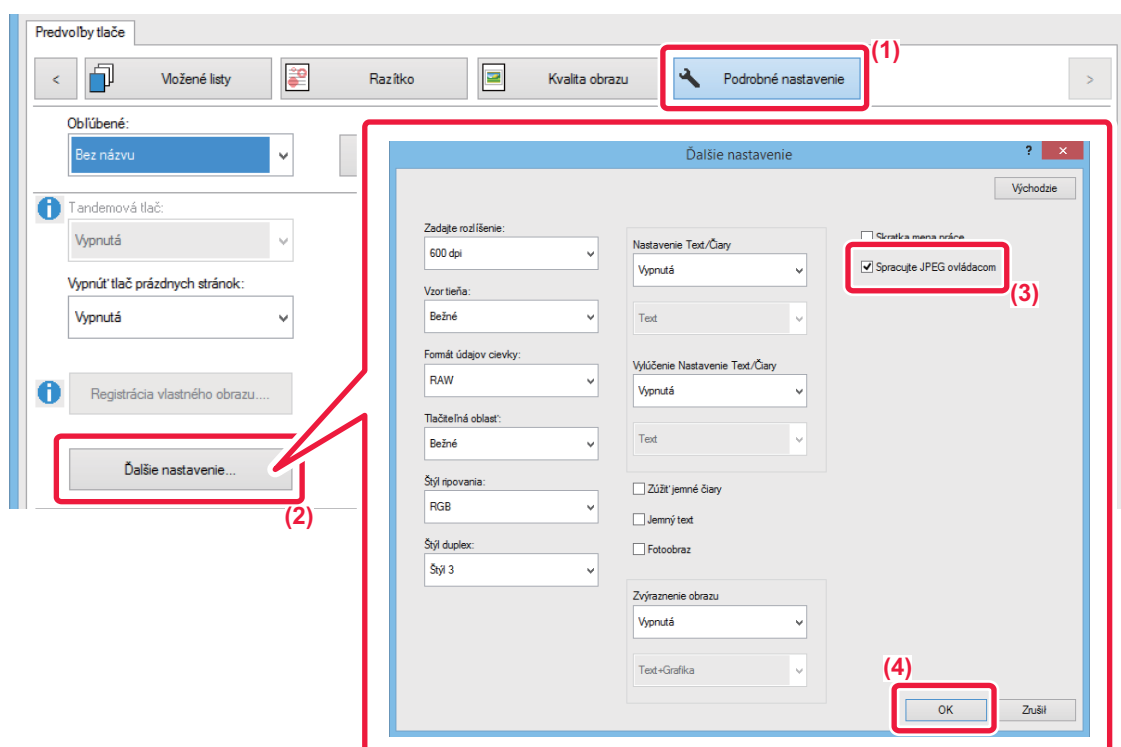 Predvoľby tlače
(1)
<
Vložené listy
Razítko
Kvalita obrazu
Podrobné nastavenie
>
Obľúbené:
Bez názvu
Tandemová tlač:
Vypnutá
Vypnúť tlač prázdnych stránok:
Vypnutá
Registrácia vlastného obrazu....
Ďalšie nastavenie...
(2)
Ďalšie nastavenie
?
×
Východzie
Zadajte rozlíšenie:
600 dpi
Vzor tieňa:
Bežné
Formát údajov cievky:
RAW
Tlačiteľná oblasť:
Bežné
Štýl ripovania:
RGB
Štýl duplex:
Štýl 3
Nastavenie Text/Čiary
Vypnutá
Text
Vylúčenie Nastavenie Text/Čiary
Vypnutá
Text
Zúžiť jemné čiary
Jemný text
Fotoobraz
Zvýraznenie obrazu
Vypnutá
Text+Grafika
Skratka mena práce
Spracujte JPEG ovládacom
(3)
(4)
OK
Zrušiť